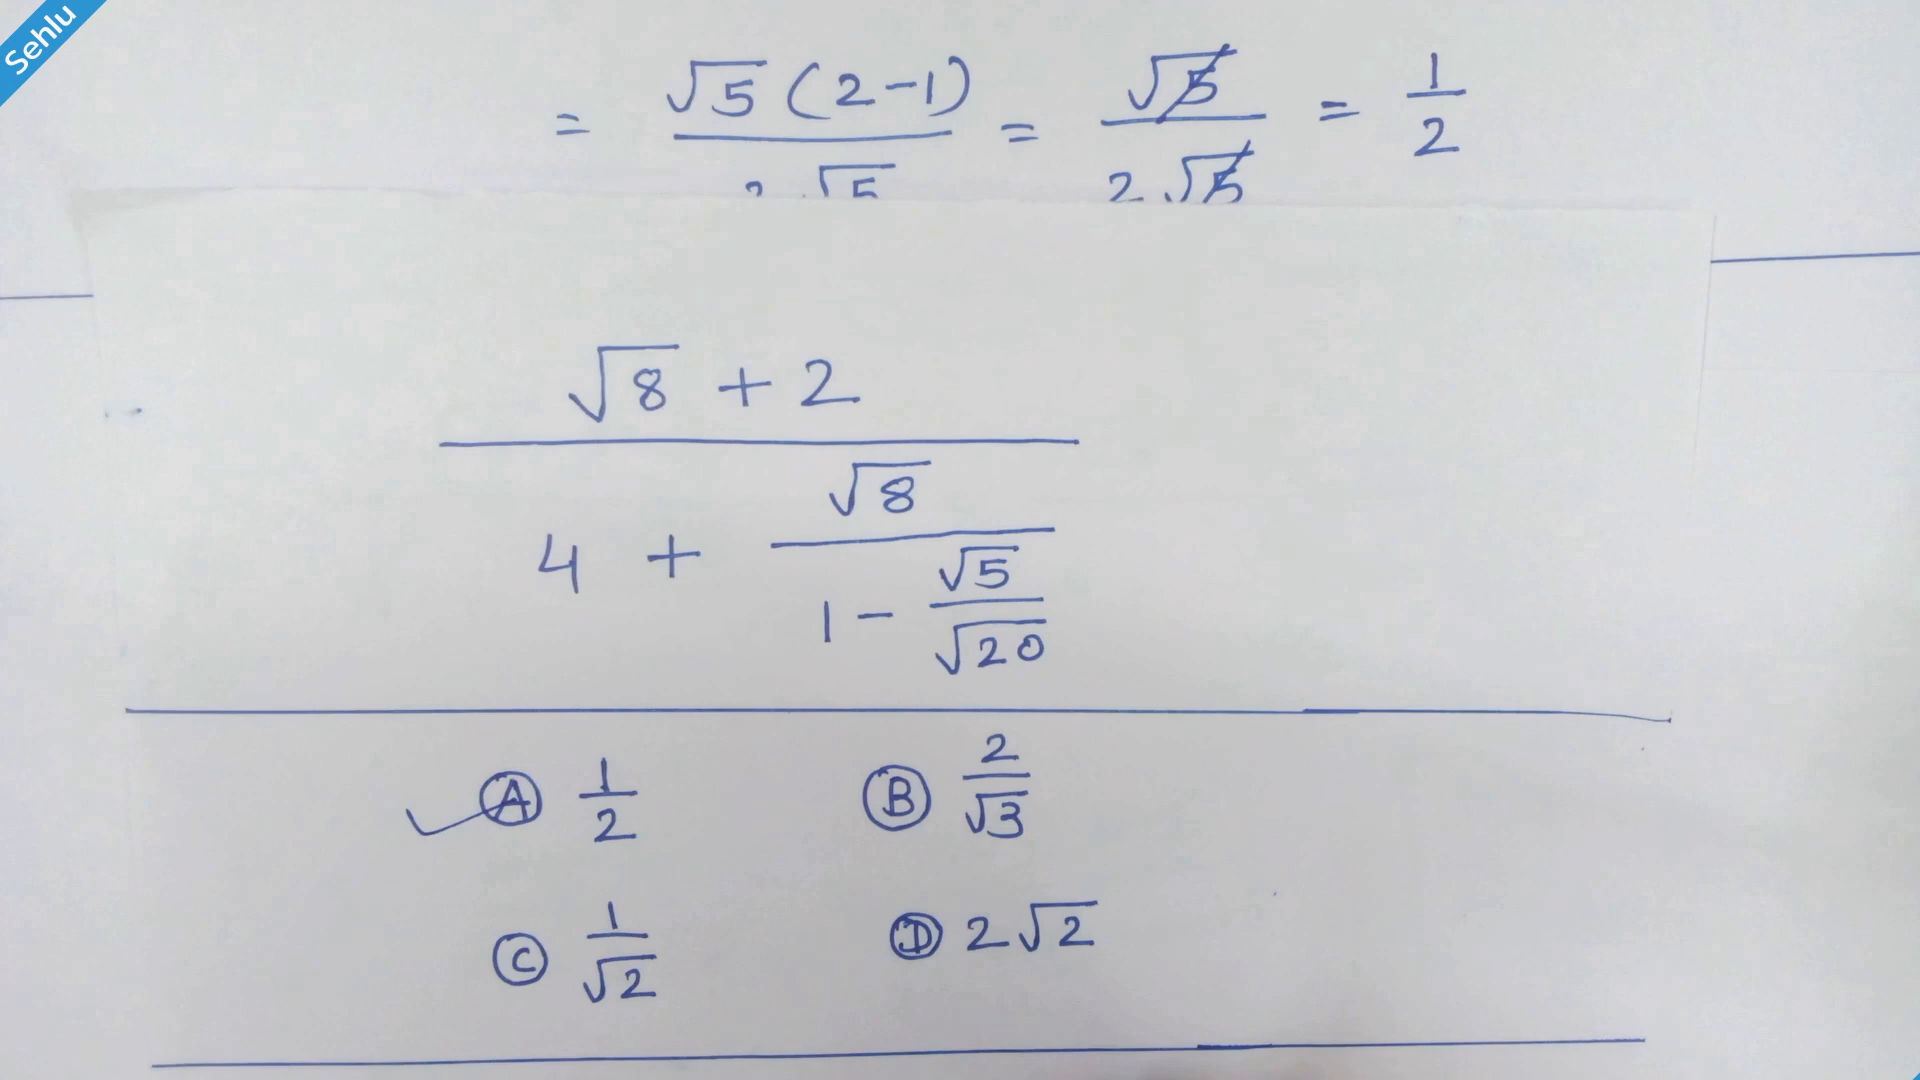 Sehlu
= √5 (2-1) / 2 √5 = √5 / 2 √5 = 1 / 2
√8 + 2
4 + √8 / (1 - √5 / √20)
A 1/2 B 2/√3
C 1/√2 D 2√2